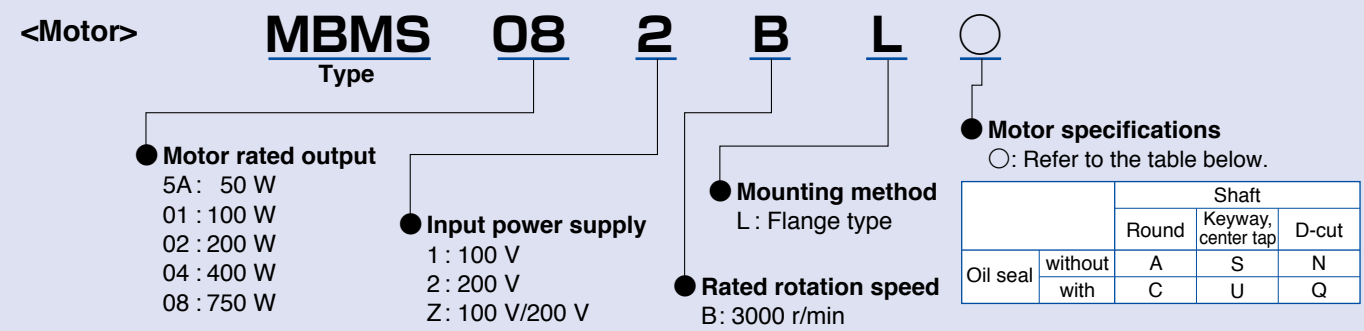 <Motor>
MBMS 08 2 B L ○
Type
● Motor rated output
5A : 50 W
01 : 100 W
02 : 200 W
04 : 400 W
08 : 750 W
● Input power supply
1 : 100 V
2 : 200 V
Z : 100 V/200 V
● Rated rotation speed
B: 3000 r/min
● Mounting method
L : Flange type
● Motor specifications
○: Refer to the table below.
Shaft
Round Keyway, center tap D-cut
Oil seal without A S N
with C U Q